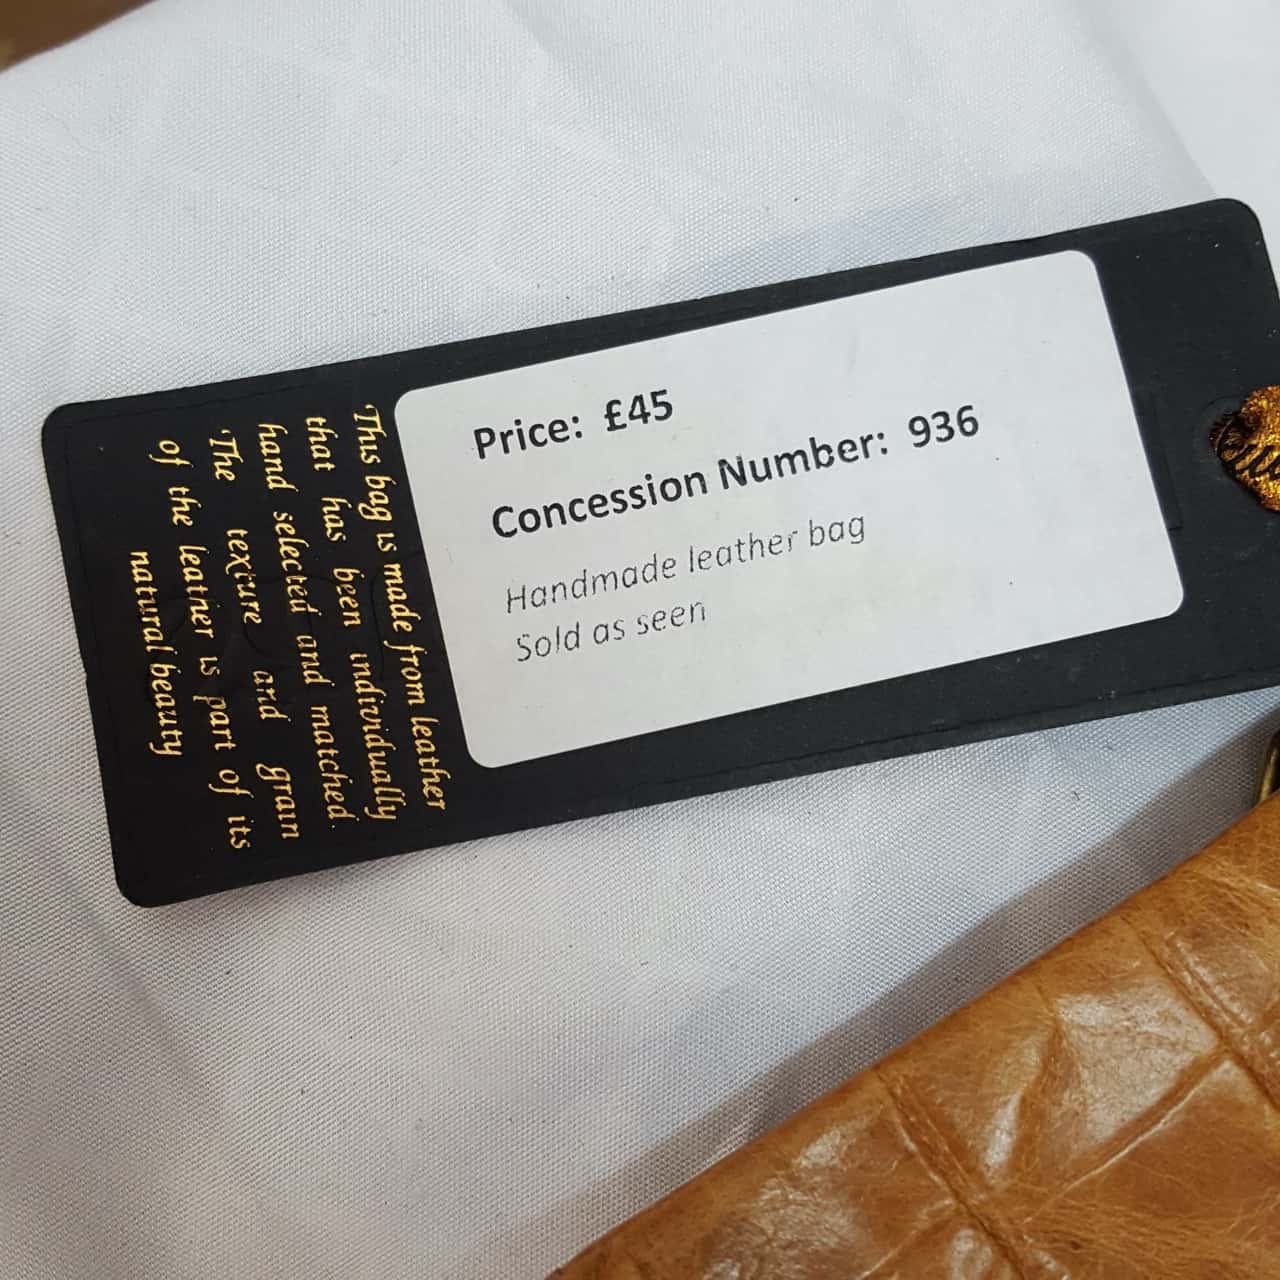 Price: £45
Concession Number: 936
Handmade leather bag
Sold as seen
This bag is made from leather
that has been individually
hand selected and matched.
The texture and grain
of the leather is part of its
natural beauty